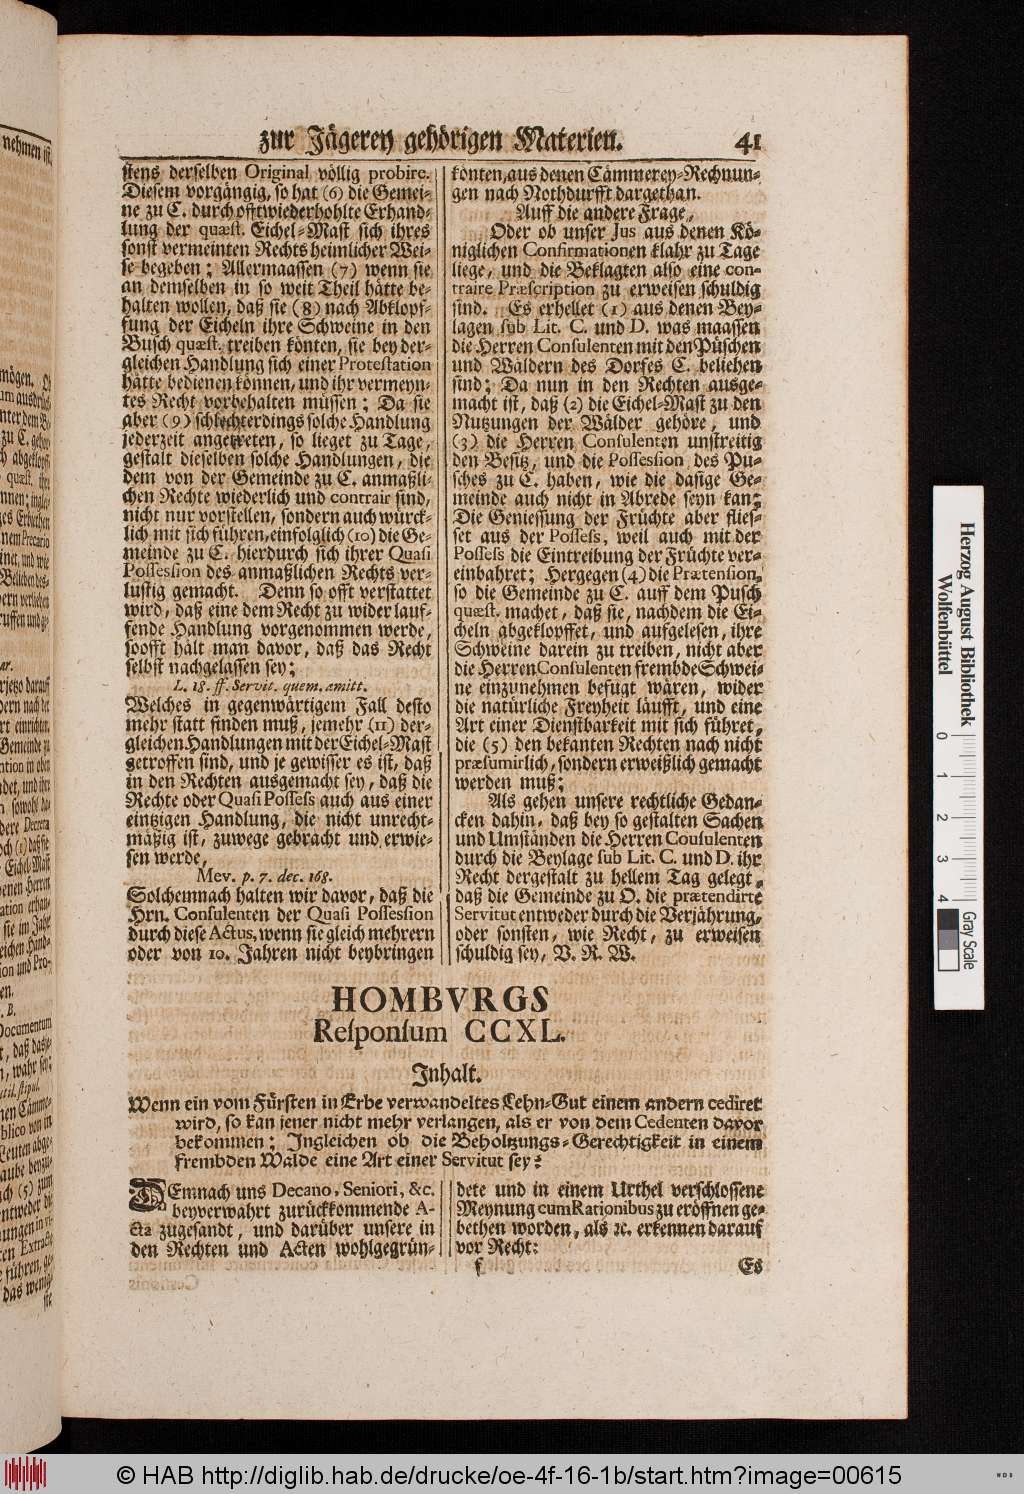 zur Jägerey gehörigen Materien. 41
stens derselben Original völlig probire.
Diesem vorgängig, so hat (6) die Gemei-
ne zu C. durch offtwiederhohlte Erhand-
lung der quæst. Eichel-Mast sich ihres
sonst vermeinten Rechts heimlicher Wei-
se begeben; Allermaassen (7) wenn sie
an demselben in so weit Theil hätte be-
halten wollen, daß sie (8) nach Abklopf-
fung der Eicheln ihre Schweine in den
Busch quæst. treiben könten, sie bey der-
gleichen Handlung sich einer Protestation
hätte bedienen können, und ihr vermeyn-
tes Recht vorbehalten müssen; Da sie
aber (9) schlechterdings solche Handlung
jederzeit angetreten, so lieget zu Tage,
gestalt dieselben solche Handlungen, die
dem von der Gemeinde zu C. anmaßli-
chen Rechte wiederlich und contrair sind,
nicht nur vorstellen, sondern auch würck-
lich mit sich führen, einfolglich (10) die Ge-
meinde zu C. hierdurch sich ihrer Quasi
Possession des anmaßlichen Rechts ver-
lustig gemacht. Denn so offt verstattet
wird, daß eine dem Recht zu wider lauf-
fende Handlung vorgenommen werde,
soofft hält man davor, daß das Recht
selbst nachgelassen sey;
L. 18. ff. Servit. quem. amitt.
Welches in gegenwärtigem Fall desto
mehr statt finden muß, jemehr (11) der-
gleichen Handlungen mit der Eichel-Mast
getroffen sind, und je gewisser es ist, daß
in den Rechten ausgemacht sey, daß die
Rechte oder Quasi Possess auch aus einer
eintzigen Handlung, die nicht unrecht-
mäßig ist, zuwege gebracht und erwie-
sen werde,
Mev. p. 7. dec. 168.
Solchemnach halten wir davor, daß die
Hrn. Consulenten der Quasi Possession
durch diese Actus, wenn sie gleich mehrern
oder von 10. Jahren nicht beybringen
könten, aus denen Cämmerey-Rechnun-
gen nach Nothdurfft dargethan.
Auff die andere Frage,
Oder ob unser Jus aus denen Kö-
niglichen Confirmationen klahr zu Tage
liege, und die Beklagten also eine con-
traire Præscription zu erweisen schuldig
sind. Es erhellet (1) aus denen Bey-
lagen sub Lit. C. und D. was maassen
die Herren Consulenten mit den Püschen
und Wäldern des Dorfes C. beliehen
sind; Da nun in den Rechten ausge-
macht ist, daß (2) die Eichel-Mast zu den
Nutzungen der Wälder gehöre, und
(3) die Herren Consulenten unstreitig
den Besitz, und die Possession des Pu-
sches zu C. haben, wie die dasige Ge-
meinde auch nicht in Abrede seyn kan;
Die Geniessung der Früchte aber flies-
set aus der Possess, weil auch mit der
Possess die Eintreibung der Früchte ver-
einbahret; Hergegen (4) die Prætension,
so die Gemeinde zu C. auff dem Pusch
quæst. machet, daß sie, nachdem die Ei-
cheln abgeklopffet, und aufgelesen, ihre
Schweine darein zu treiben, nicht aber
die Herren Consulenten frembde Schwei-
ne einzunehmen befugt wären, wider
die natürliche Freyheit läufft, und eine
Art einer Dienstbarkeit mit sich führet,
die (5) den bekanten Rechten nach nicht
præsumirlich, sondern erweißlich gemacht
werden muß;
Als gehen unsere rechtliche Gedan-
cken dahin, daß bey so gestalten Sachen
und Umständen die Herren Cousulenten
durch die Beylage sub Lit. C. und D. ihr
Recht dergestalt zu hellem Tag gelegt,
daß die Gemeinde zu O. die prætendirte
Servitut entweder durch die Verjährung,
oder sonsten, wie Recht, zu erweisen
schuldig sey, V. R. W.
HOMBVRGS
Responsum CCXL.
Inhalt.
Wenn ein vom Fürsten in Erbe verwandeltes Lehn-Gut einem andern cediret
wird, so kan jener nicht mehr verlangen, als er von dem Cedenten davor
bekommen; Ingleichen ob die Beholtzungs-Gerechtigkeit in einem
frembden Walde eine Art einer Servitut sey?
DEmnach uns Decano, Seniori, &c.
beyverwahrt zurückkommende A-
cta zugesandt, und darüber unsere in
den Rechten und Acten wohlgegrün-
dete und in einem Urthel verschlossene
Meynung cum Rationibus zu eröffnen ge-
bethen worden, als ꝛc. erkennen darauf
vor Recht:
f Es
Herzog August Bibliothek
Wolfenbüttel
0 1 2 3 4
Gray Scale
© HAB http://diglib.hab.de/drucke/oe-4f-16-1b/start.htm?image=00615